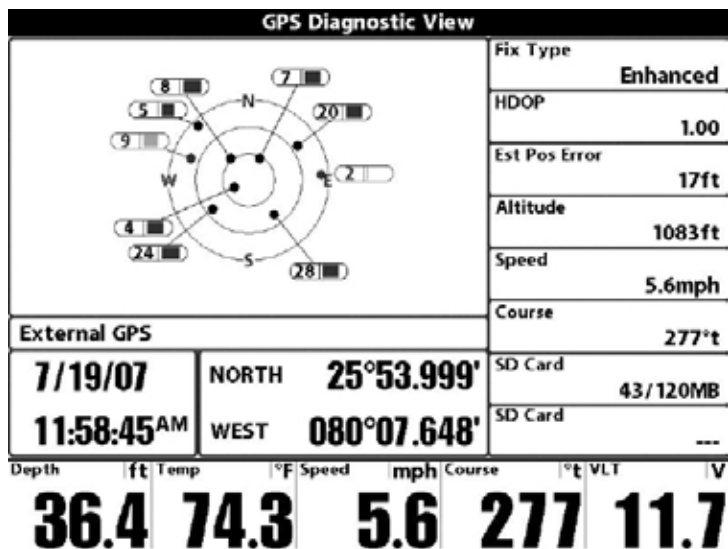 GPS Diagnostic View
8
7
5
20
N
9
2
W
E
4
24
S
28
External GPS
7/19/07
11:58:45AM
NORTH 25°53.999'
WEST 080°07.648'
Fix Type
Enhanced
HDOP
1.00
Est Pos Error
17ft
Altitude
1083ft
Speed
5.6mph
Course
277°t
SD Card
43/120MB
SD Card
---
Depth ft
36.4
Temp °F
74.3
Speed mph
5.6
Course °t
277
VLT V
11.7